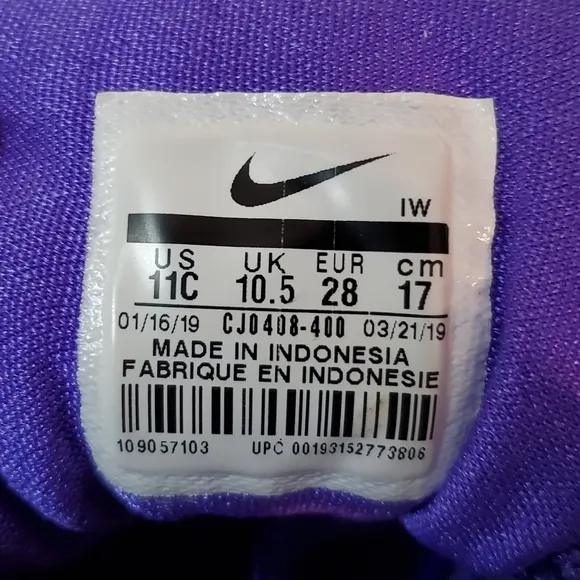 IW
US UK EUR cm
11C 10.5 28 17
01/16/19 CJ0408-400 03/21/19
MADE IN INDONESIA
FABRIQUE EN INDONESIE
109057103 UPC 00193152773806